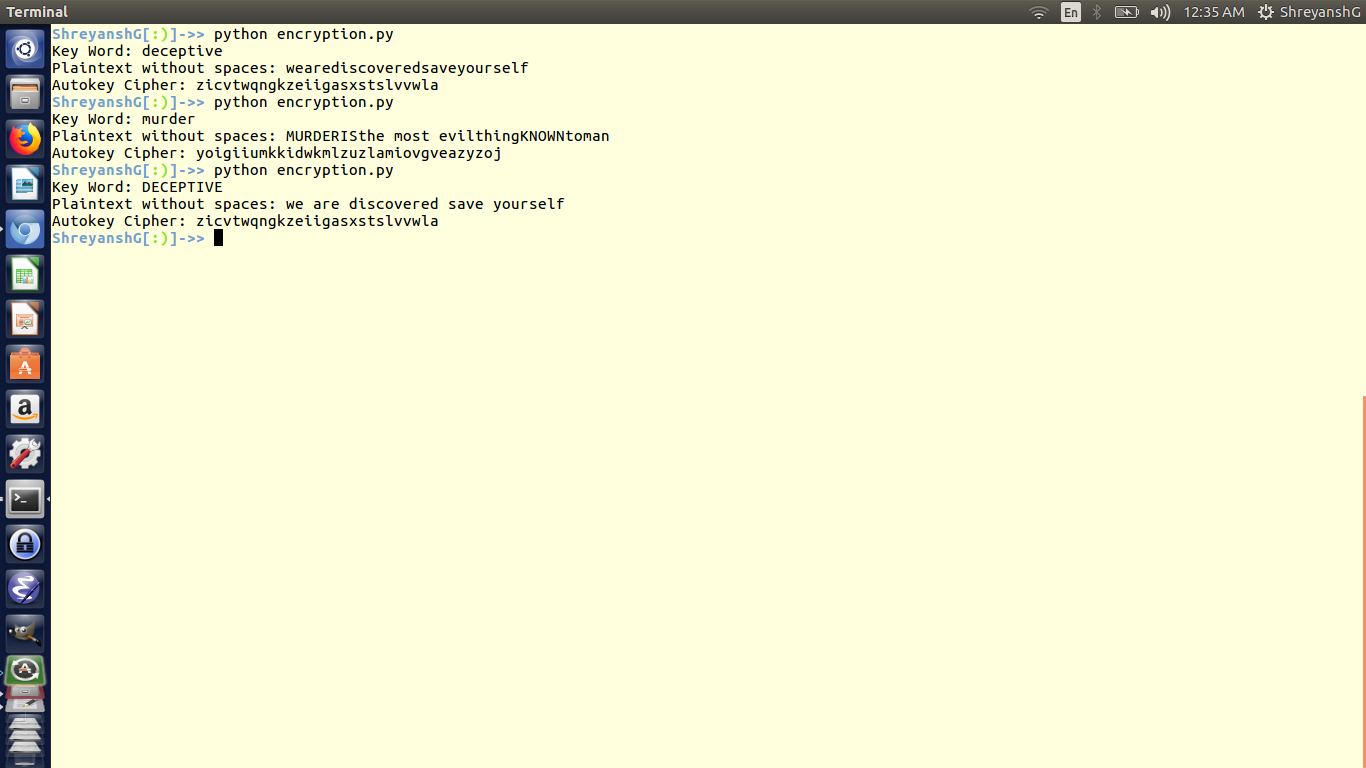 Terminal
En
12:35 AM
ShreyanshG
ShreyanshG[:)]->> python encryption.py
Key Word: deceptive
Plaintext without spaces: wearediscoveredsaveyourself
Autokey Cipher: zicvtwqngkzeiigasxstslvvwla
ShreyanshG[:)]->> python encryption.py
Key Word: murder
Plaintext without spaces: MURDERISthe most evilthingKNOWNtoman
Autokey Cipher: yoigiiumkkidwkmlzuzlamiovgveazyzoj
ShreyanshG[:)]->> python encryption.py
Key Word: DECEPTIVE
Plaintext without spaces: we are discovered save yourself
Autokey Cipher: zicvtwqngkzeiigasxstslvvwla
ShreyanshG[:)]->>